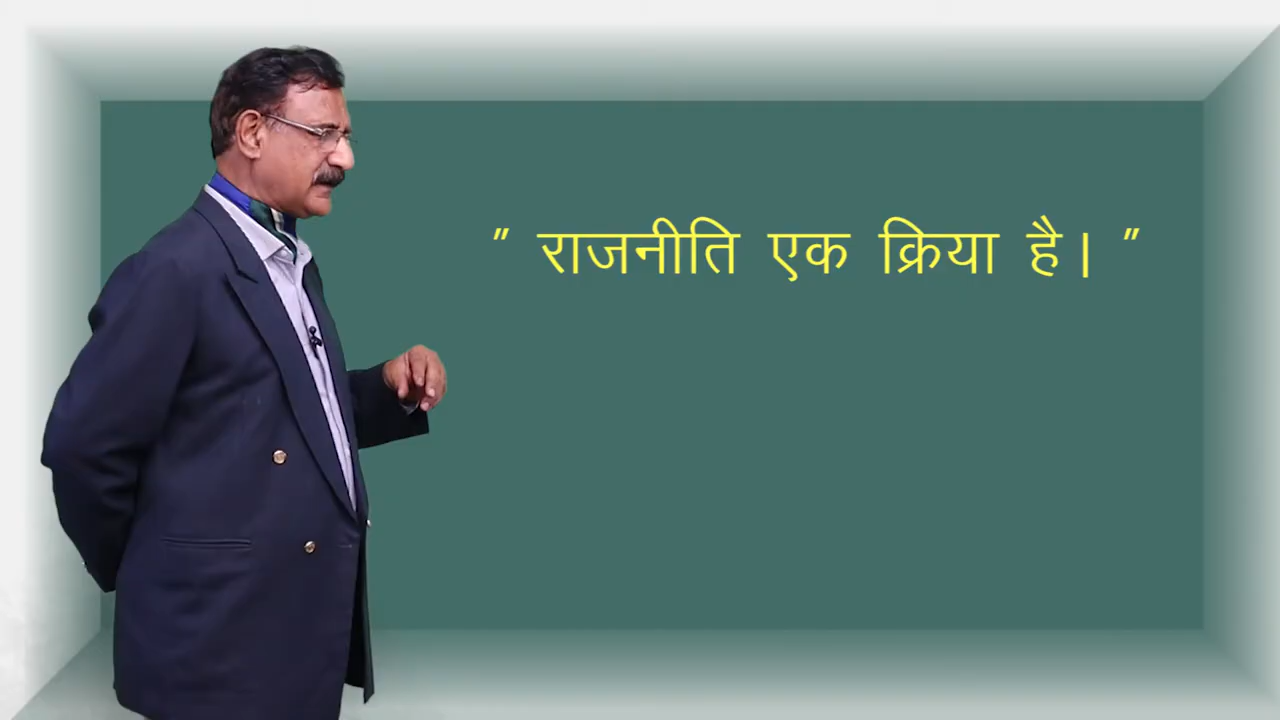 " राजनीति एक क्रिया है। "